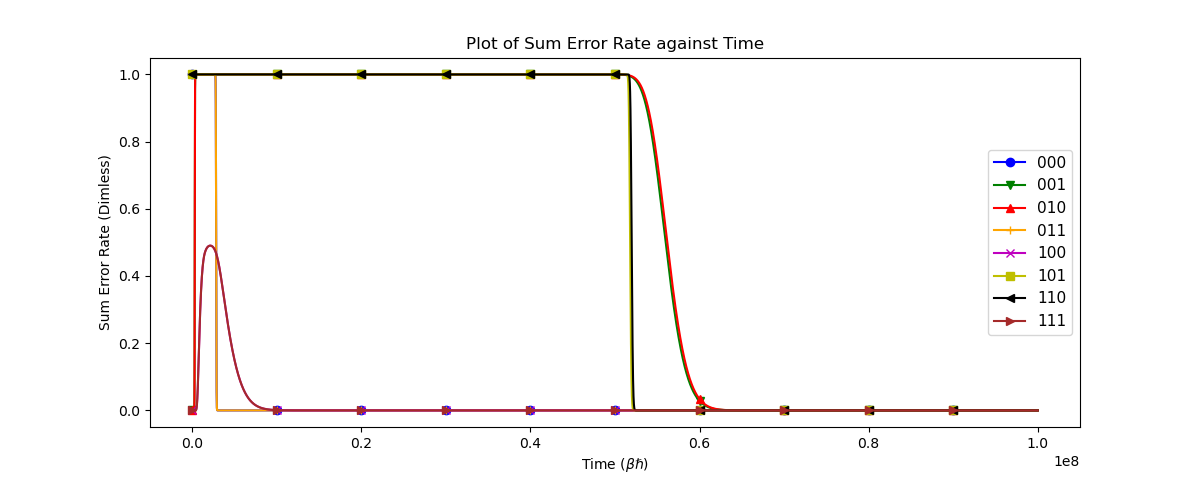 Plot of Sum Error Rate against Time
Sum Error Rate (Dimless)
1.0
0.8
0.6
0.4
0.2
0.0
000
001
010
011
100
101
110
111
0.0 0.2 0.4 0.6 0.8 1.0
1e8
Time (βℏ)